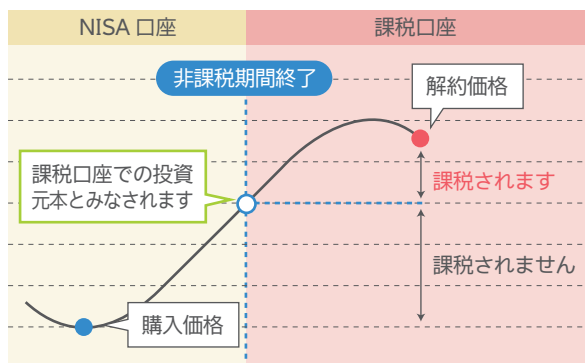 NISA 口座
課税口座
非課税期間終了
解約価格
課税口座での投資
元本とみなされます
課税されます
課税されません
購入価格